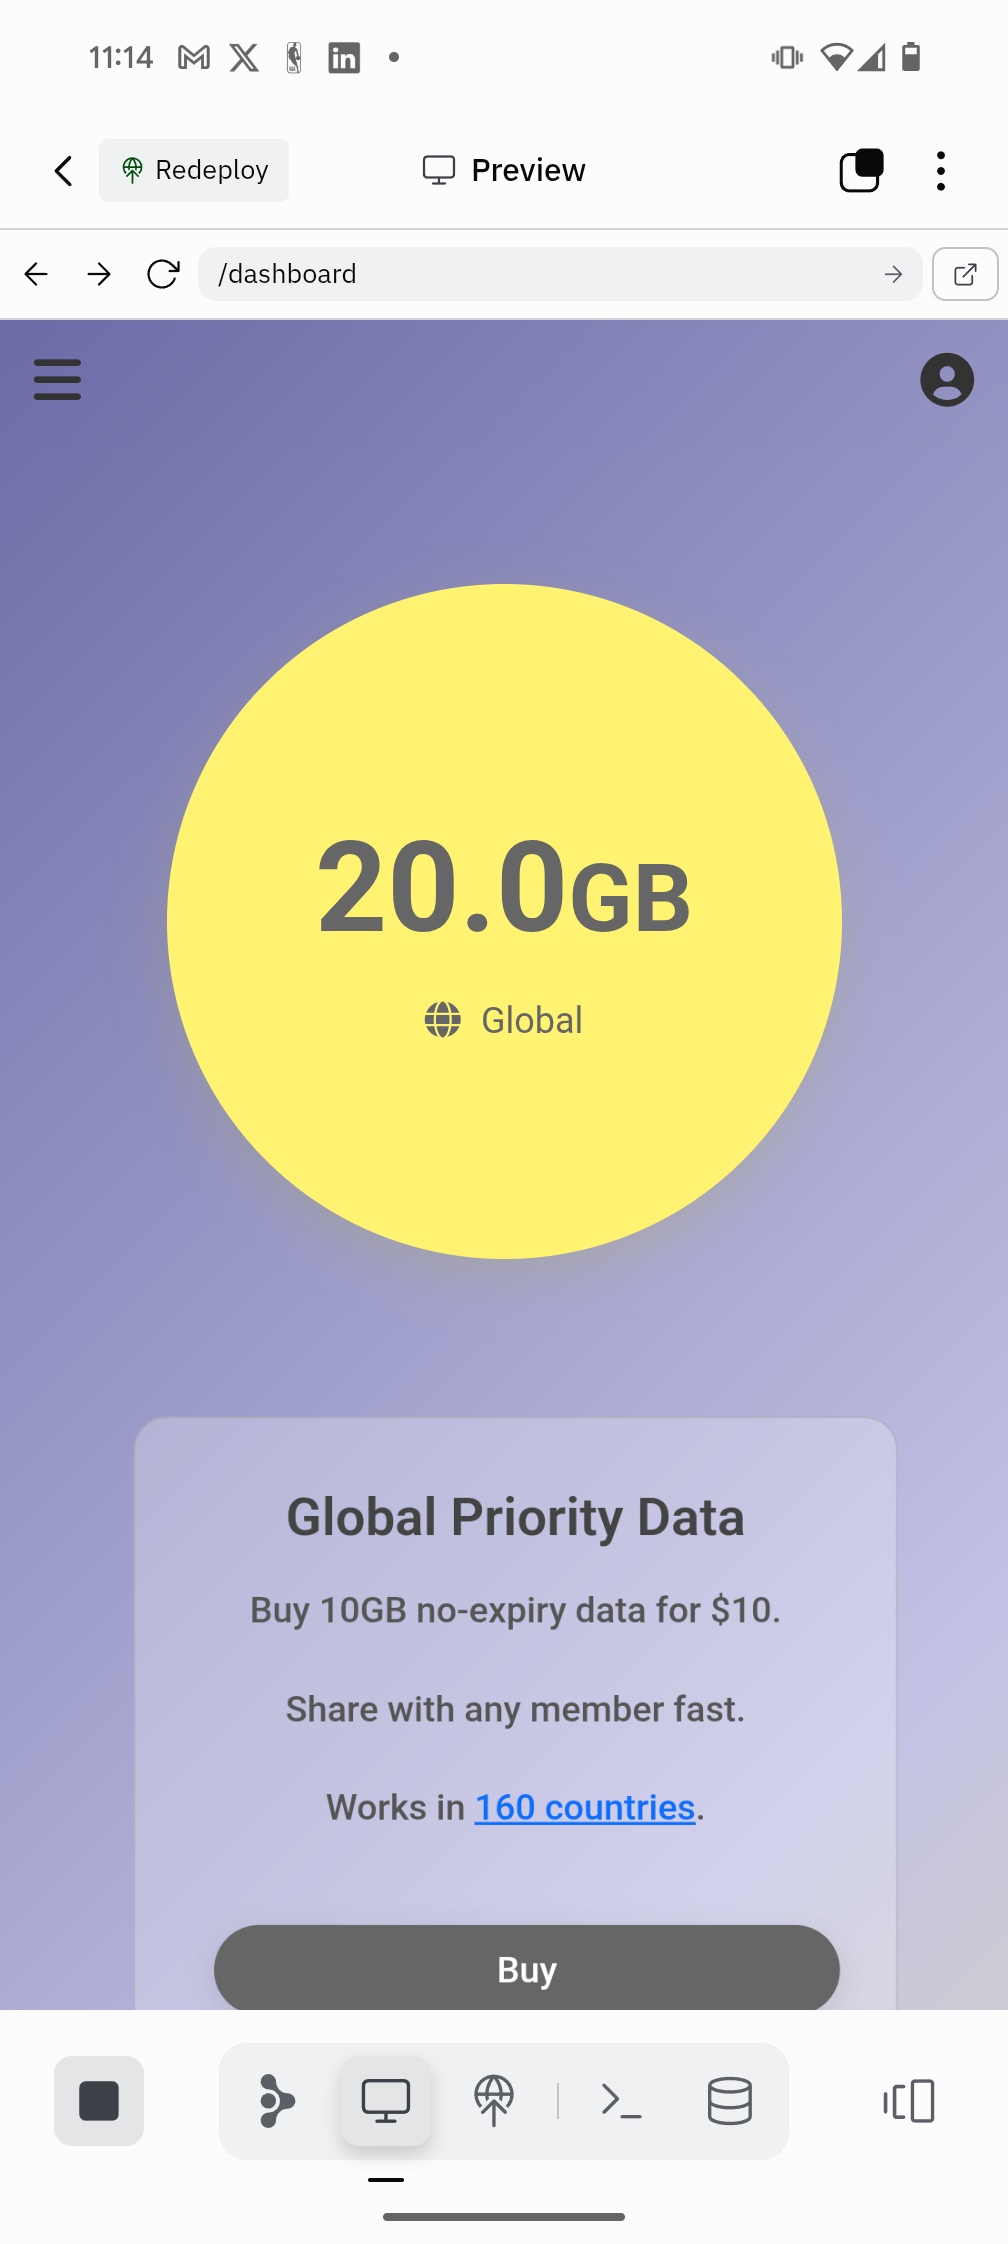 11:14
Redeploy
Preview
/dashboard
20.0GB
Global
Global Priority Data
Buy 10GB no-expiry data for $10.
Share with any member fast.
Works in 160 countries.
Buy